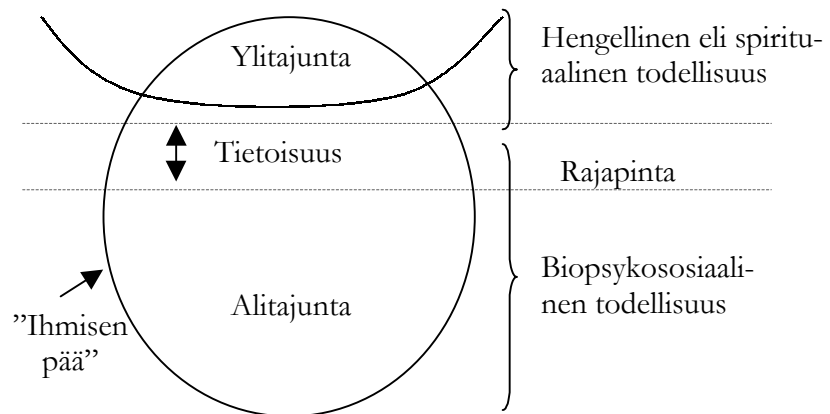 Ylitajunta
Hengellinen eli spiritu-
aalinen todellisuus
Tietoisuus
Rajapinta
Alitajunta
Biopsykososiaali-
nen todellisuus
”Ihmisen
pää”